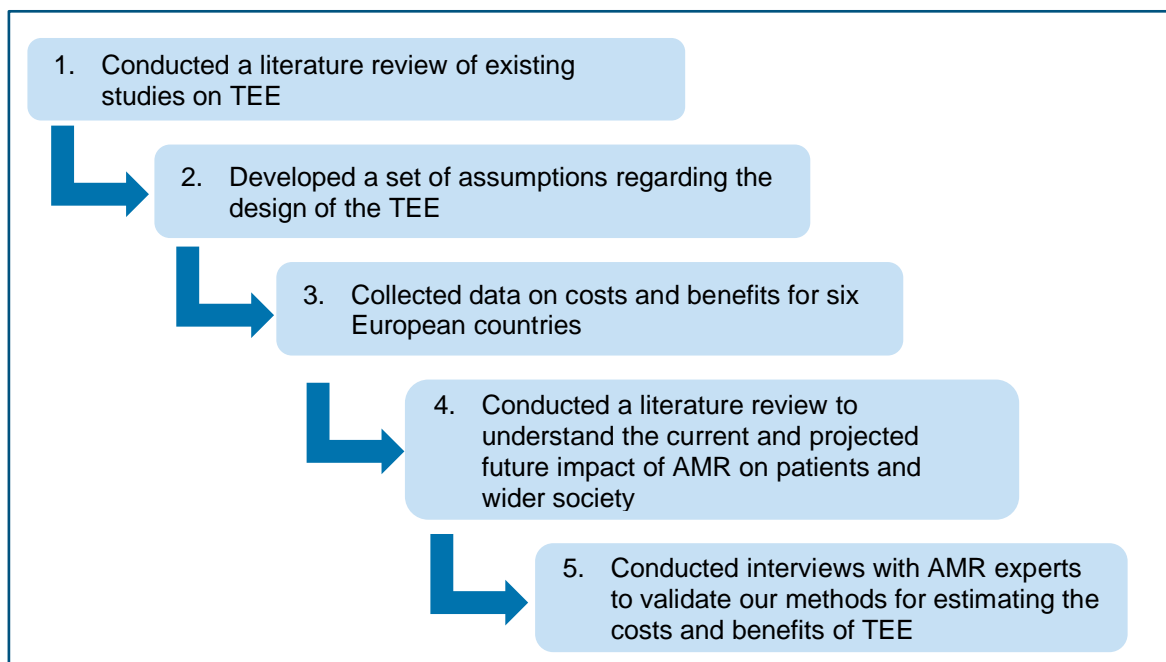 1. Conducted a literature review of existing
studies on TEE
2. Developed a set of assumptions regarding the
design of the TEE
3. Collected data on costs and benefits for six
European countries
4. Conducted a literature review to
understand the current and projected
future impact of AMR on patients and
wider society
5. Conducted interviews with AMR experts
to validate our methods for estimating the
costs and benefits of TEE